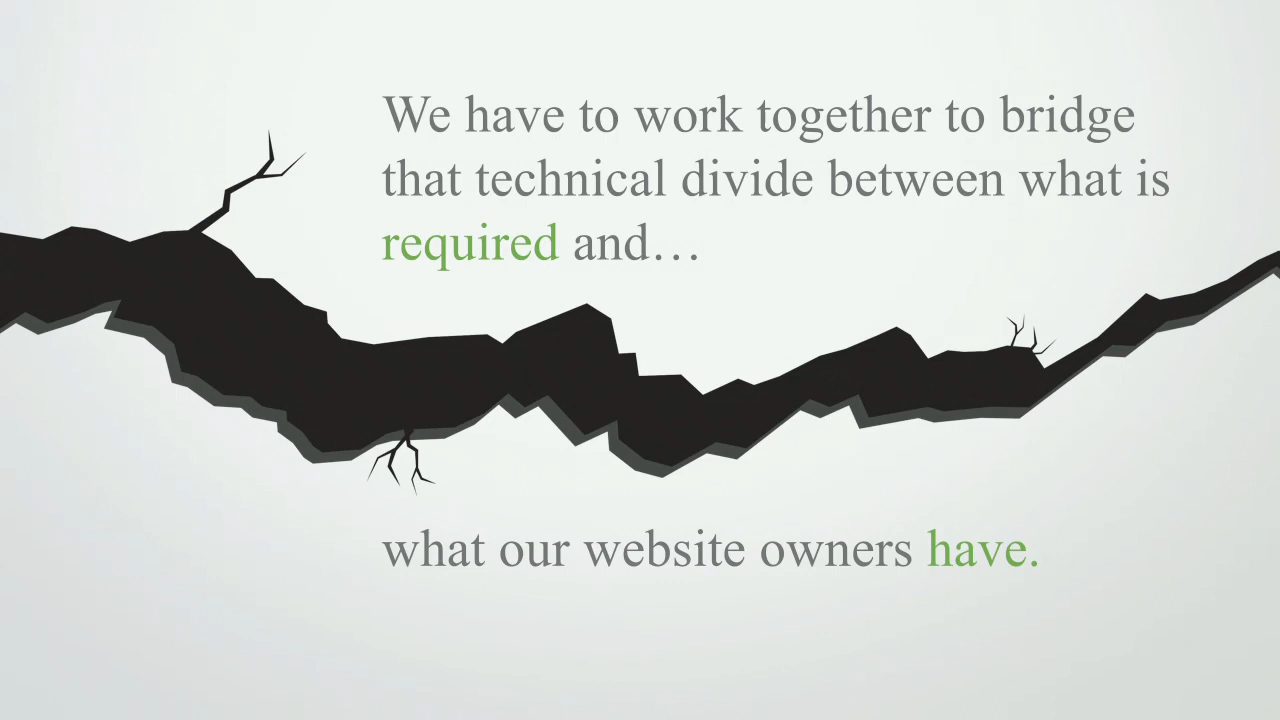 We have to work together to bridge
that technical divide between what is
required and…
what our website owners have.